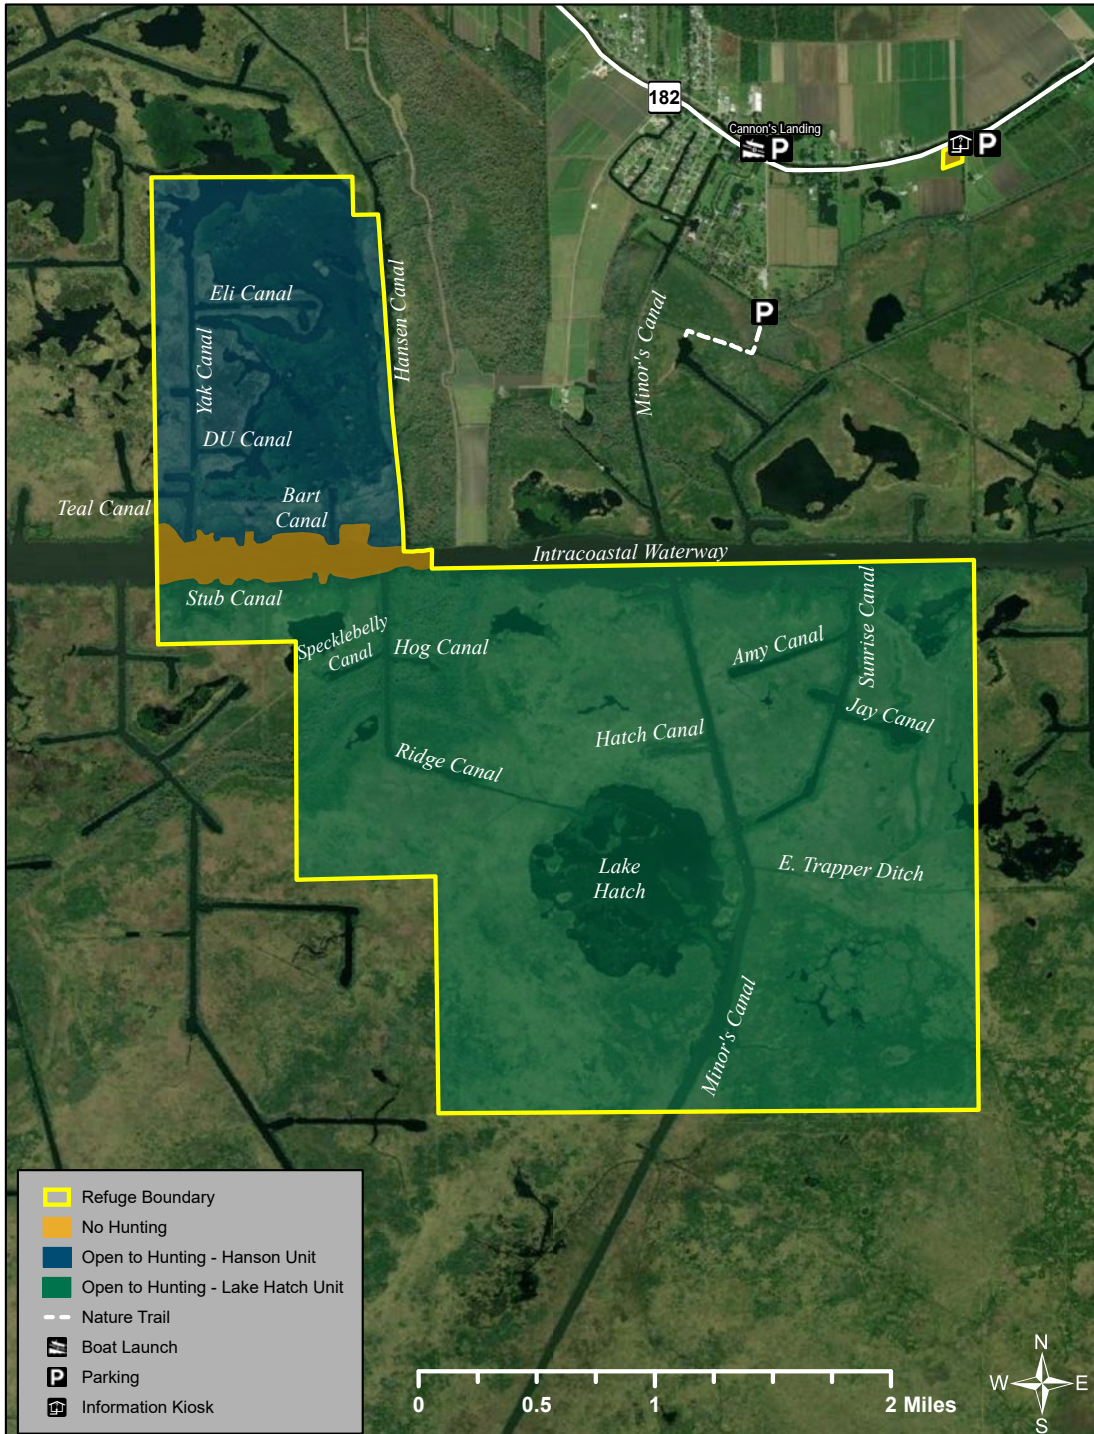 182
Cannon's Landing
P
P
Eli Canal
Hansen Canal
Minor's Canal
P
Yak Canal
DU Canal
Bart
Canal
Teal Canal
Intracoastal Waterway
Stub Canal
Specklebelly
Canal
Hog Canal
Amy Canal
Sunrise Canal
Jay Canal
Hatch Canal
Ridge Canal
Lake
Hatch
E. Trapper Ditch
Minor's Canal
Refuge Boundary
No Hunting
Open to Hunting - Hanson Unit
Open to Hunting - Lake Hatch Unit
Nature Trail
Boat Launch
P Parking
Information Kiosk
0 0.5 1 2 Miles
N
W E
S